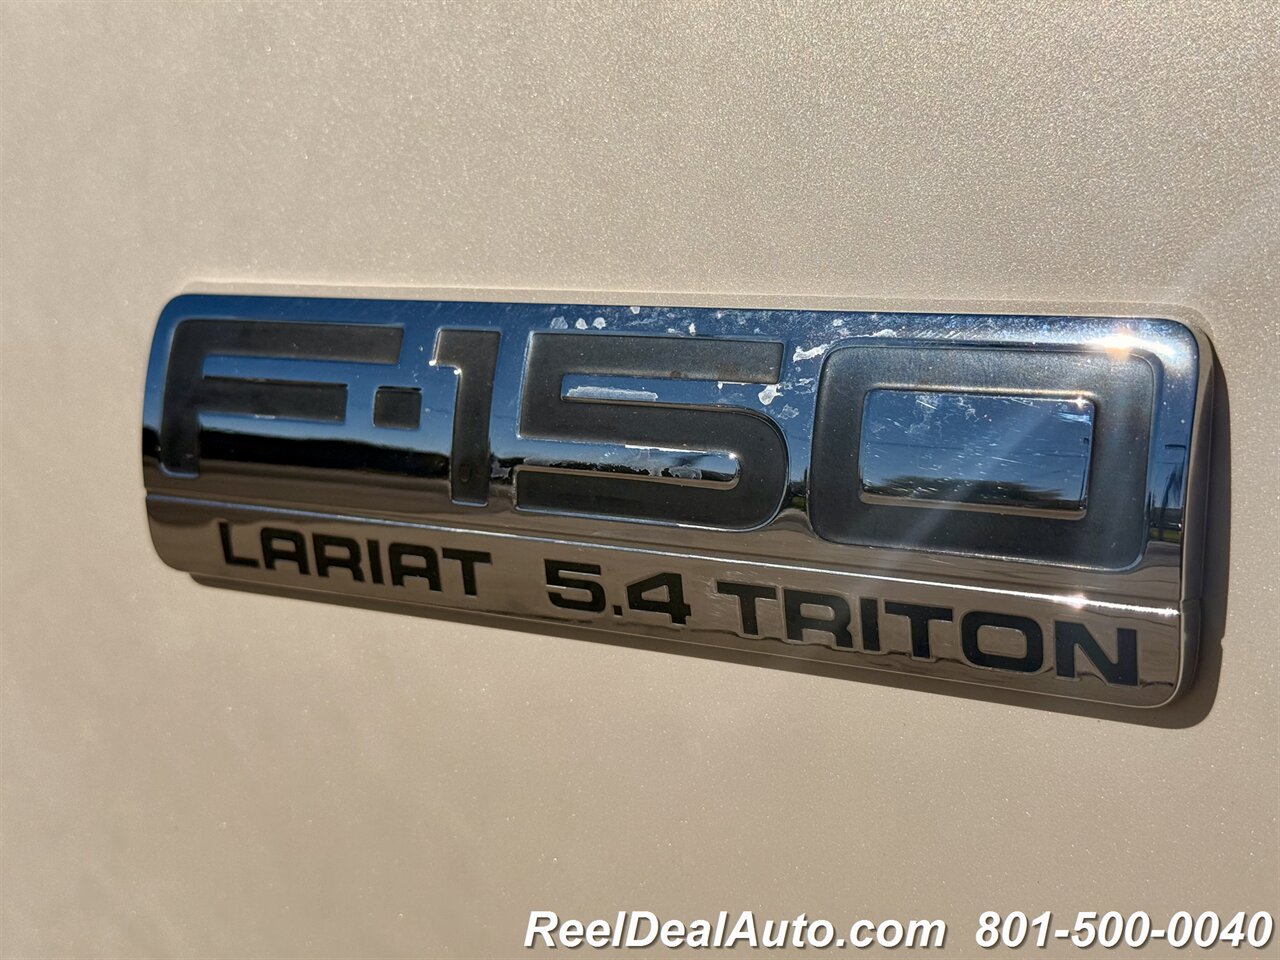 F-150
LARIAT 5.4 TRITON
ReelDealAuto.com 801-500-0040